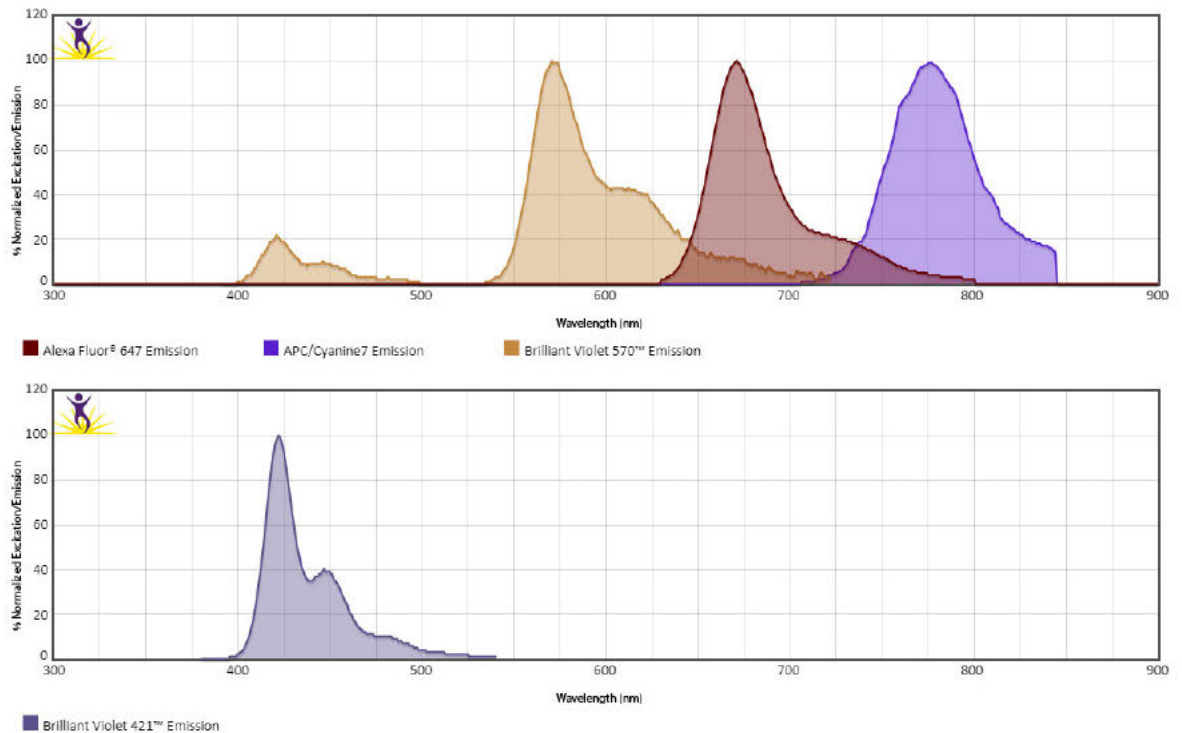 120
100
80
60
40
20
0
% Normalized Excitation/Emission
300 400 500 600 700 800 900
Wavelength (nm)
Alexa Fluor® 647 Emission APC/Cyanine7 Emission Brilliant Violet 570™ Emission
120
100
80
60
40
20
0
% Normalized Excitation/Emission
300 400 500 600 700 800 900
Wavelength (nm)
Brilliant Violet 421™ Emission